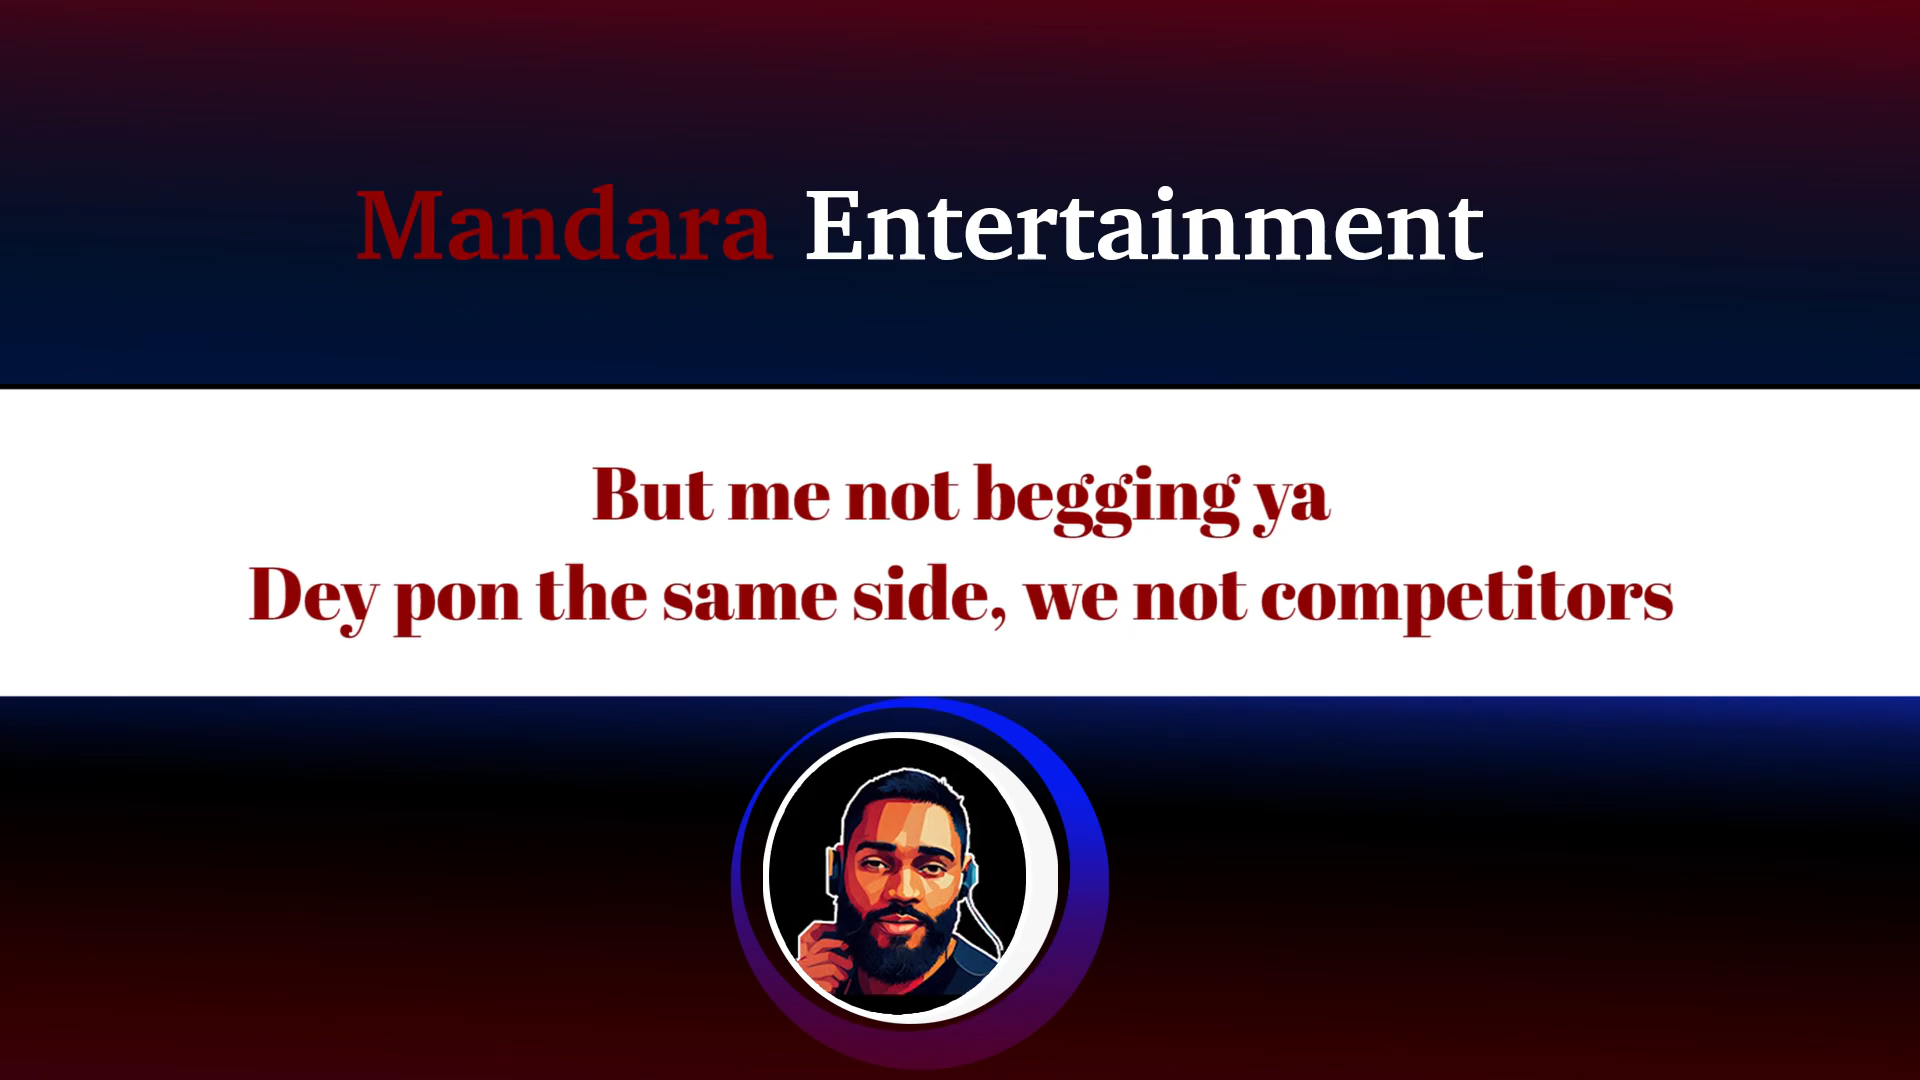 Mandara Entertainment
But me not begging ya
Dey pon the same side, we not competitors